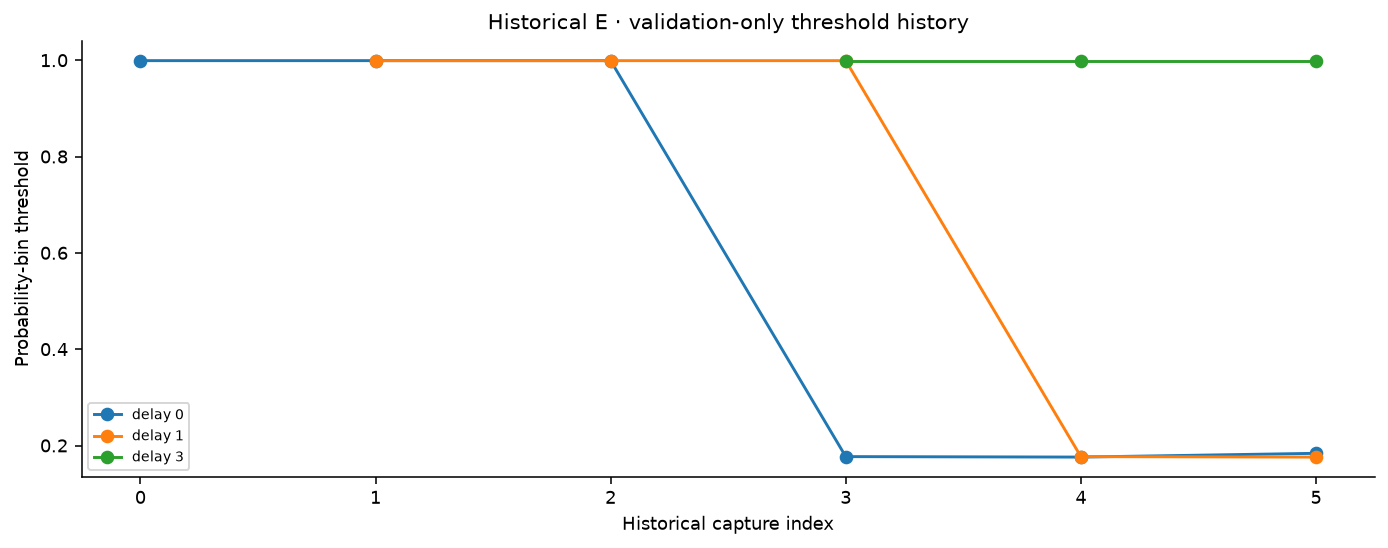 Historical E · validation-only threshold history
Probability-bin threshold
1.0
0.8
0.6
0.4
0.2
delay 0
delay 1
delay 3
0 1 2 3 4 5
Historical capture index